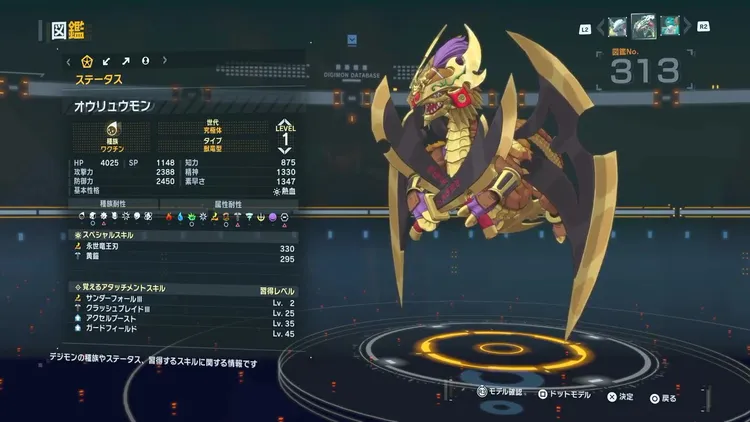 図鑑
L2
R2
図鑑No.
313
DIGIMON DATABASE
ステータス
オウリュウモン
種族
ワクチン
世代
究極体
タイプ
獣竜型
LEVEL
1
HP 4025 SP 1148 知力 875
攻撃力 2388 精神 1330
防御力 2450 素早さ 1347
基本性格 熱血
種族耐性 属性耐性
スペシャルスキル
永世竜王刃 330
黄鎧 295
覚えるアタッチメントスキル 習得レベル
サンダーフォールⅢ Lv. 2
クラッシュブレイドⅢ Lv. 25
アクセルブースト Lv. 35
ガードフィールド Lv. 45
デジモンの種族やステータス、習得するスキルに関する情報です
モデル確認 ドットモデル 決定 戻る